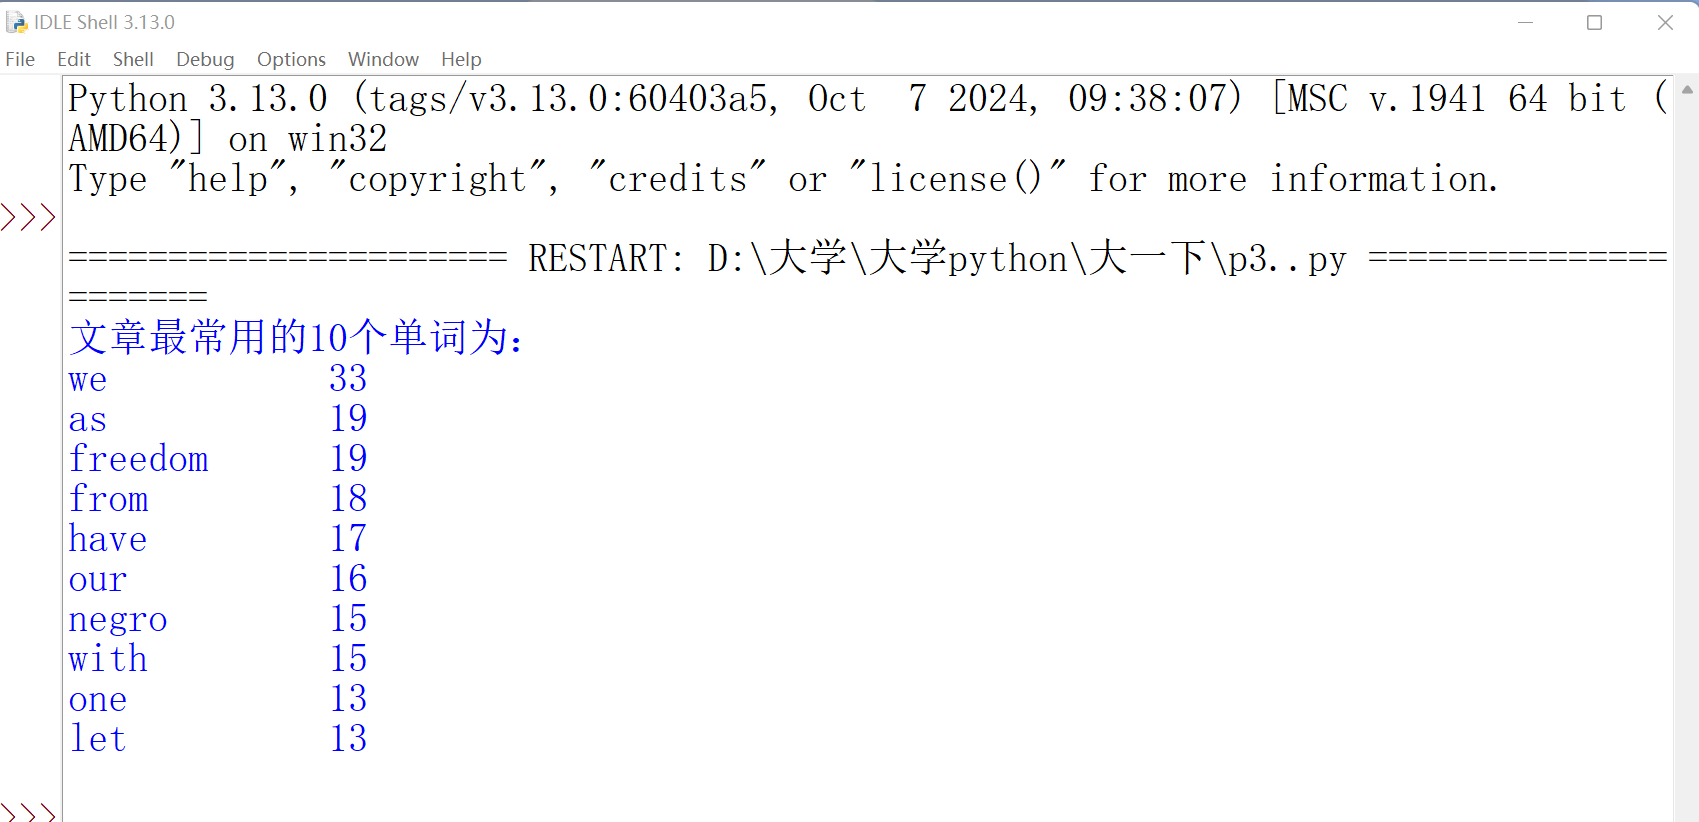 IDLE Shell 3.13.0
File Edit Shell Debug Options Window Help
Python 3.13.0 (tags/v3.13.0:60403a5, Oct  7 2024, 09:38:07) [MSC v.1941 64 bit (
AMD64)] on win32
Type "help", "copyright", "credits" or "license()" for more information.
>>>
====================== RESTART: D:\大学\大学python\大一下\p3..py ===============
=======
文章最常用的10个单词为：
we 33
as 19
freedom 19
from 18
have 17
our 16
negro 15
with 15
one 13
let 13
>>>